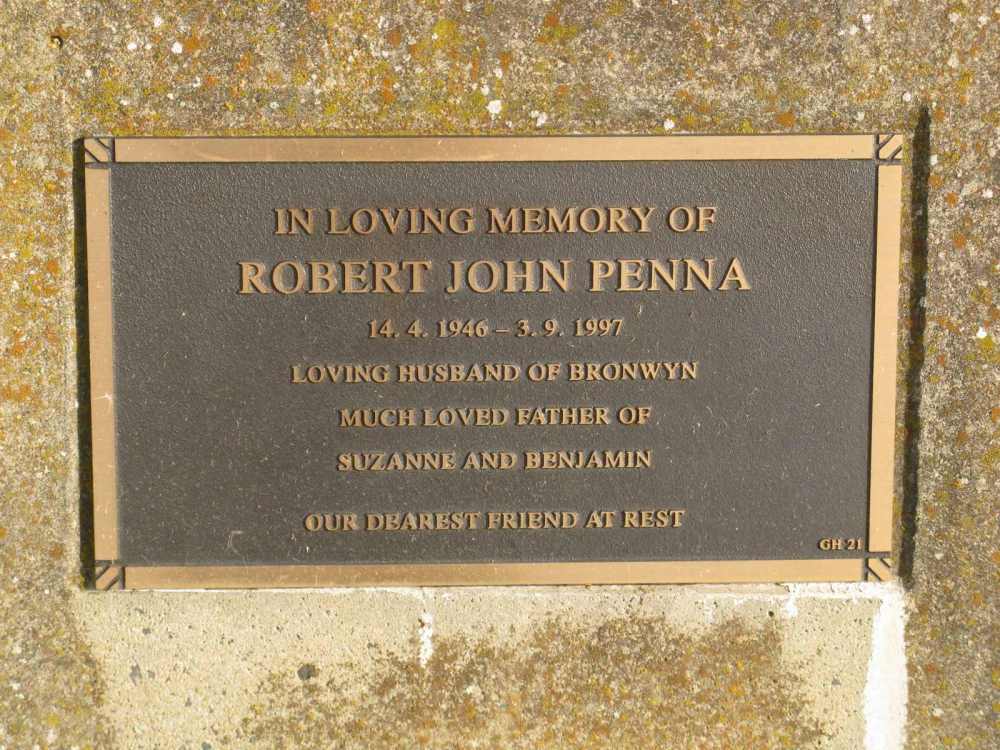 IN LOVING MEMORY OF
ROBERT JOHN PENNA
14. 4. 1946 – 3. 9. 1997
LOVING HUSBAND OF BRONWYN
MUCH LOVED FATHER OF
SUZANNE AND BENJAMIN
OUR DEAREST FRIEND AT REST
GH 21